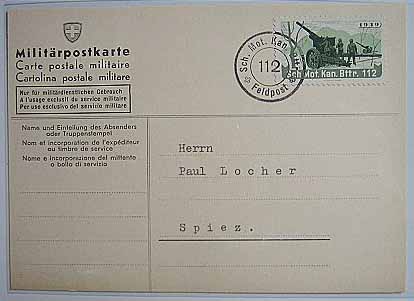 Militärpostkarte
Carte postale militaire
Cartolina postale militare
Nur für militärdienstlichen Gebrauch
A l'usage exclusif du service militaire
Per uso esclusivo del servizio militare
Name und Einteilung des Absenders
oder Truppenstempel
Nom et incorporation de l'expéditeur
ou timbre de service
Nome e incorporazione del mittente
o bollo di servizio
Sch. Mot. Kan.
112
Feldpost
1939
Sch. Mot. Kan. Bttr. 112
Herrn
Paul Locher
Spiez.